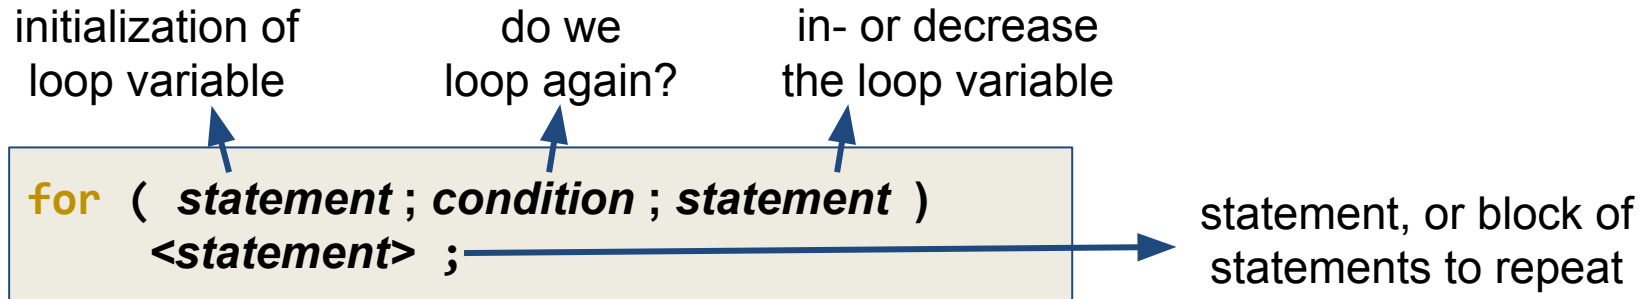 initialization of
loop variable
do we
loop again?
in- or decrease
the loop variable
for ( statement ; condition ; statement )
<statement> ;
statement, or block of
statements to repeat